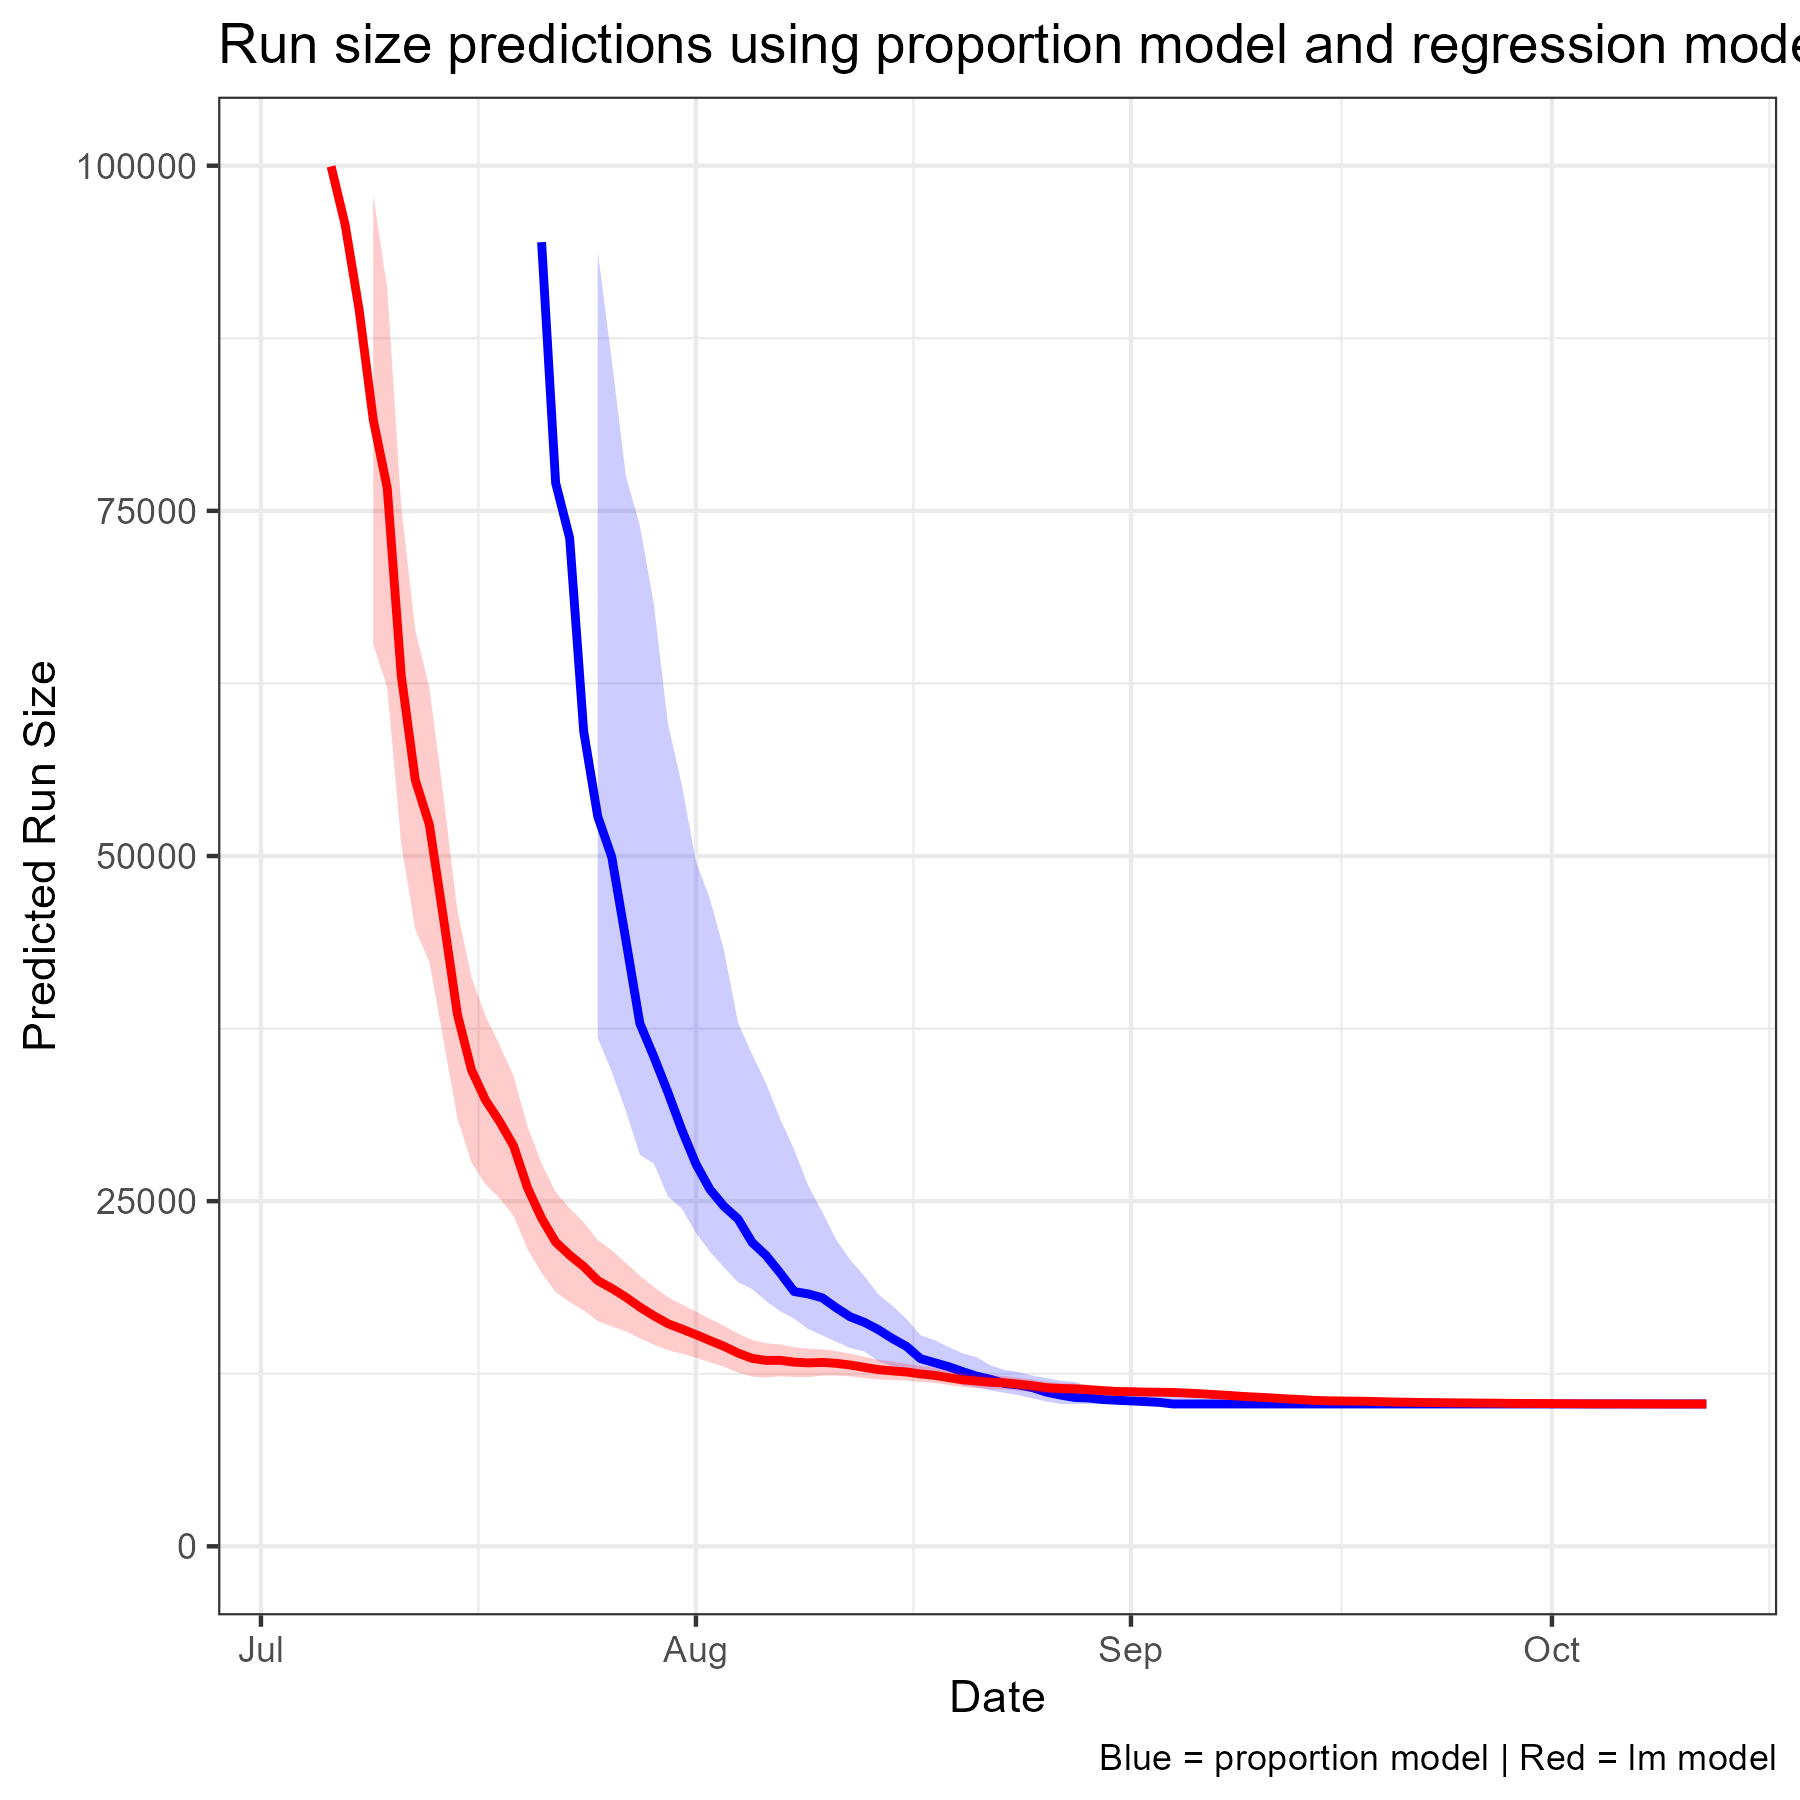 Run size predictions using proportion model and regression mode
100000
75000
50000
25000
0
Predicted Run Size
Jul Aug Sep Oct
Date
Blue = proportion model | Red = lm model